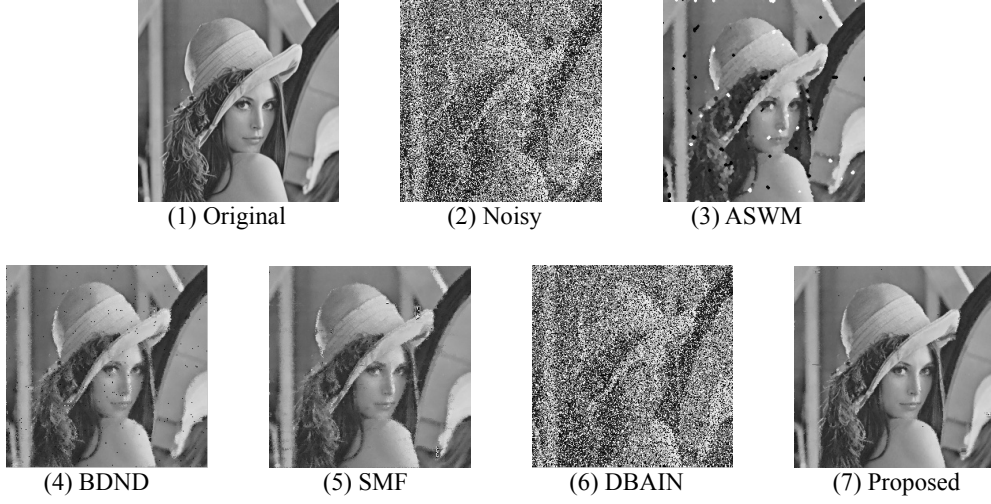 (1) Original
(2) Noisy
(3) ASWM
(4) BDND
(5) SMF
(6) DBAIN
(7) Proposed